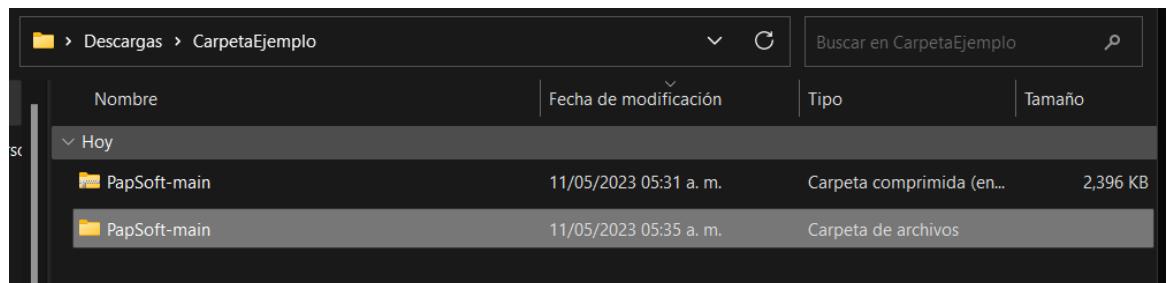 Descargas > CarpetaEjemplo Buscar en CarpetaEjemplo
Nombre Fecha de modificación Tipo Tamaño
Hoy
PapSoft-main 11/05/2023 05:31 a. m. Carpeta comprimida (en... 2,396 KB
PapSoft-main 11/05/2023 05:35 a. m. Carpeta de archivos